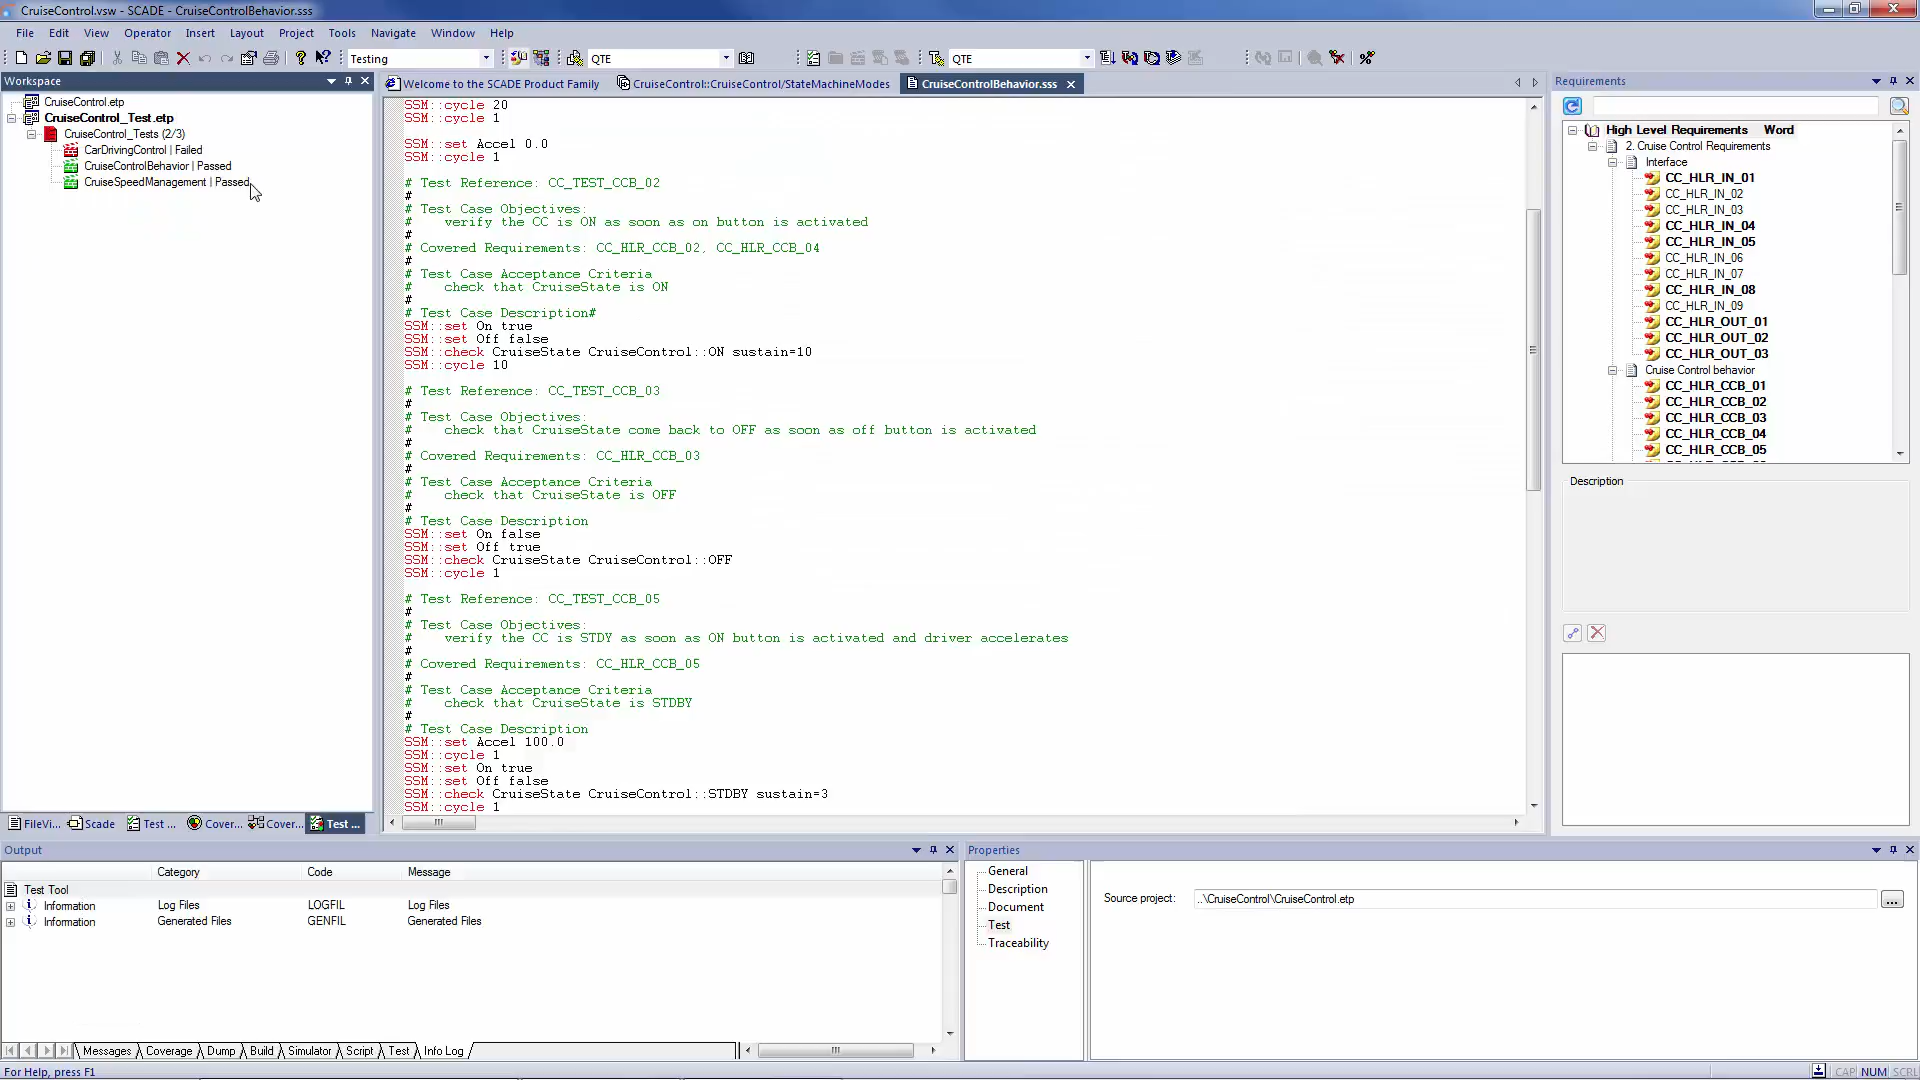 CruiseControl.vsw - SCADE - CruiseControlBehavior.sss
File Edit View Operator Insert Layout Project Tools Navigate Window Help
Testing QTE QTE
Workspace
CruiseControl.etp
CruiseControl_Test.etp
CruiseControl_Tests (2/3)
CarDrivingControl | Failed
CruiseControlBehavior | Passed
CruiseSpeedManagement | Passed
FileVi... Scade Test ... Cover... Cover... Test ...
Welcome to the SCADE Product Family CruiseControl::CruiseControl/StateMachineModes CruiseControlBehavior.sss
SSM::cycle 20
SSM::cycle 1
SSM::set Accel 0.0
SSM::cycle 1
# Test Reference: CC_TEST_CCB_02
#
# Test Case Objectives:
#    verify the CC is ON as soon as on button is activated
#
# Covered Requirements: CC_HLR_CCB_02, CC_HLR_CCB_04
#
# Test Case Acceptance Criteria
#    check that CruiseState is ON
#
# Test Case Description#
SSM::set On true
SSM::set Off false
SSM::check CruiseState CruiseControl::ON sustain=10
SSM::cycle 10
# Test Reference: CC_TEST_CCB_03
#
# Test Case Objectives:
#    check that CruiseState come back to OFF as soon as off button is activated
#
# Covered Requirements: CC_HLR_CCB_03
#
# Test Case Acceptance Criteria
#    check that CruiseState is OFF
#
# Test Case Description
SSM::set On false
SSM::set Off true
SSM::check CruiseState CruiseControl::OFF
SSM::cycle 1
# Test Reference: CC_TEST_CCB_05
#
# Test Case Objectives:
#    verify the CC is STDY as soon as ON button is activated and driver accelerates
#
# Covered Requirements: CC_HLR_CCB_05
#
# Test Case Acceptance Criteria
#    check that CruiseState is STDBY
#
# Test Case Description
SSM::set Accel 100.0
SSM::cycle 1
SSM::set On true
SSM::set Off false
SSM::check CruiseState CruiseControl::STDBY sustain=3
SSM::cycle 1
Requirements
High Level Requirements Word
2. Cruise Control Requirements
Interface
CC_HLR_IN_01
CC_HLR_IN_02
CC_HLR_IN_03
CC_HLR_IN_04
CC_HLR_IN_05
CC_HLR_IN_06
CC_HLR_IN_07
CC_HLR_IN_08
CC_HLR_IN_09
CC_HLR_OUT_01
CC_HLR_OUT_02
CC_HLR_OUT_03
Cruise Control behavior
CC_HLR_CCB_01
CC_HLR_CCB_02
CC_HLR_CCB_03
CC_HLR_CCB_04
CC_HLR_CCB_05
Description
Output
Category Code Message
Test Tool
Information Log Files LOGFIL Log Files
Information Generated Files GENFIL Generated Files
Messages Coverage Dump Build Simulator Script Test Info Log
Properties
General
Description
Document
Test
Traceability
Source project: ..\CruiseControl\CruiseControl.etp ...
For Help, press F1
CAP NUM SCRL